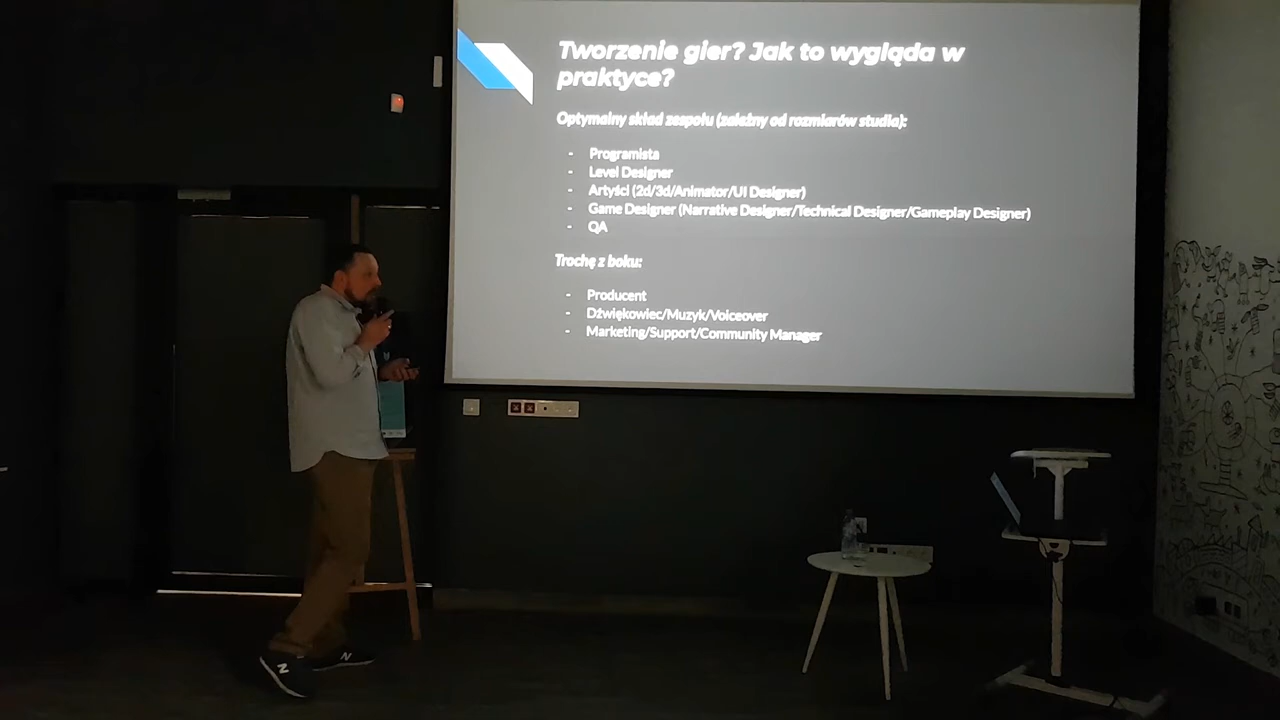 Tworzenie gier? Jak to wygląda w
praktyce?
Optymalny skład zespołu (zależny od rozmiarów studia):
- Programista
- Level Designer
- Artyści (2d/3d/Animator/UI Designer)
- Game Designer (Narrative Designer/Technical Designer/Gameplay Designer)
- QA
Trochę z boku:
- Producent
- Dźwiękowiec/Muzyk/Voiceover
- Marketing/Support/Community Manager
N
N